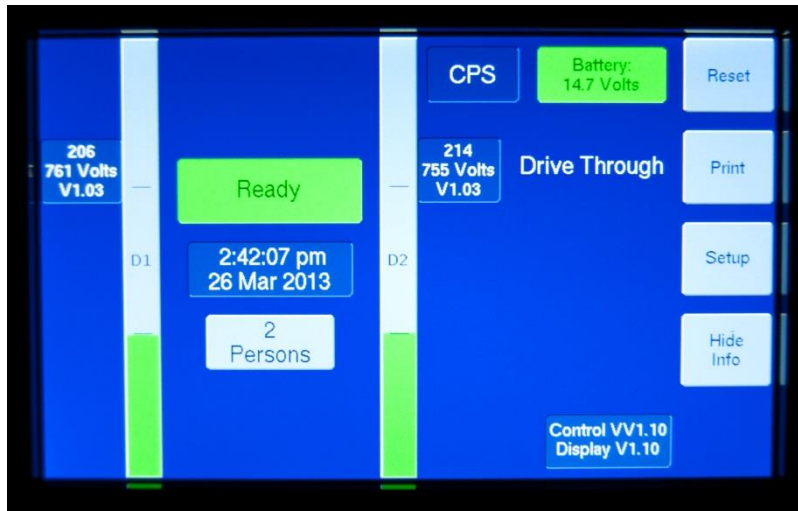 CPS
Battery:
14.7 Volts
Reset
206
761 Volts
V1.03
Ready
214
755 Volts
V1.03
Drive Through
Print
D1
2:42:07 pm
26 Mar 2013
D2
Setup
2
Persons
Hide
Info
Control VV1.10
Display V1.10